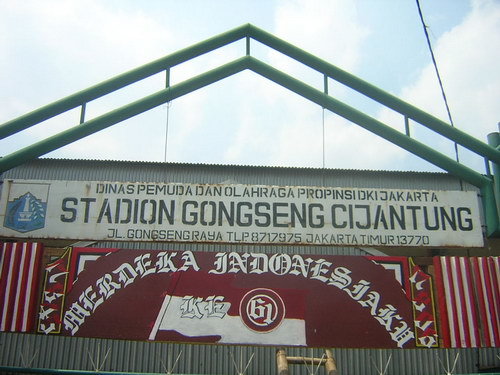 DINAS PEMUDA DAN OLAHRAGA PROPINSI DKI JAKARTA
STADION GONGSENG CIJANTUNG
JL. GONGSENG RAYA TLP. 8717975 JAKARTA TIMUR 13770
MERDEKA INDONESIAKU
KE 61